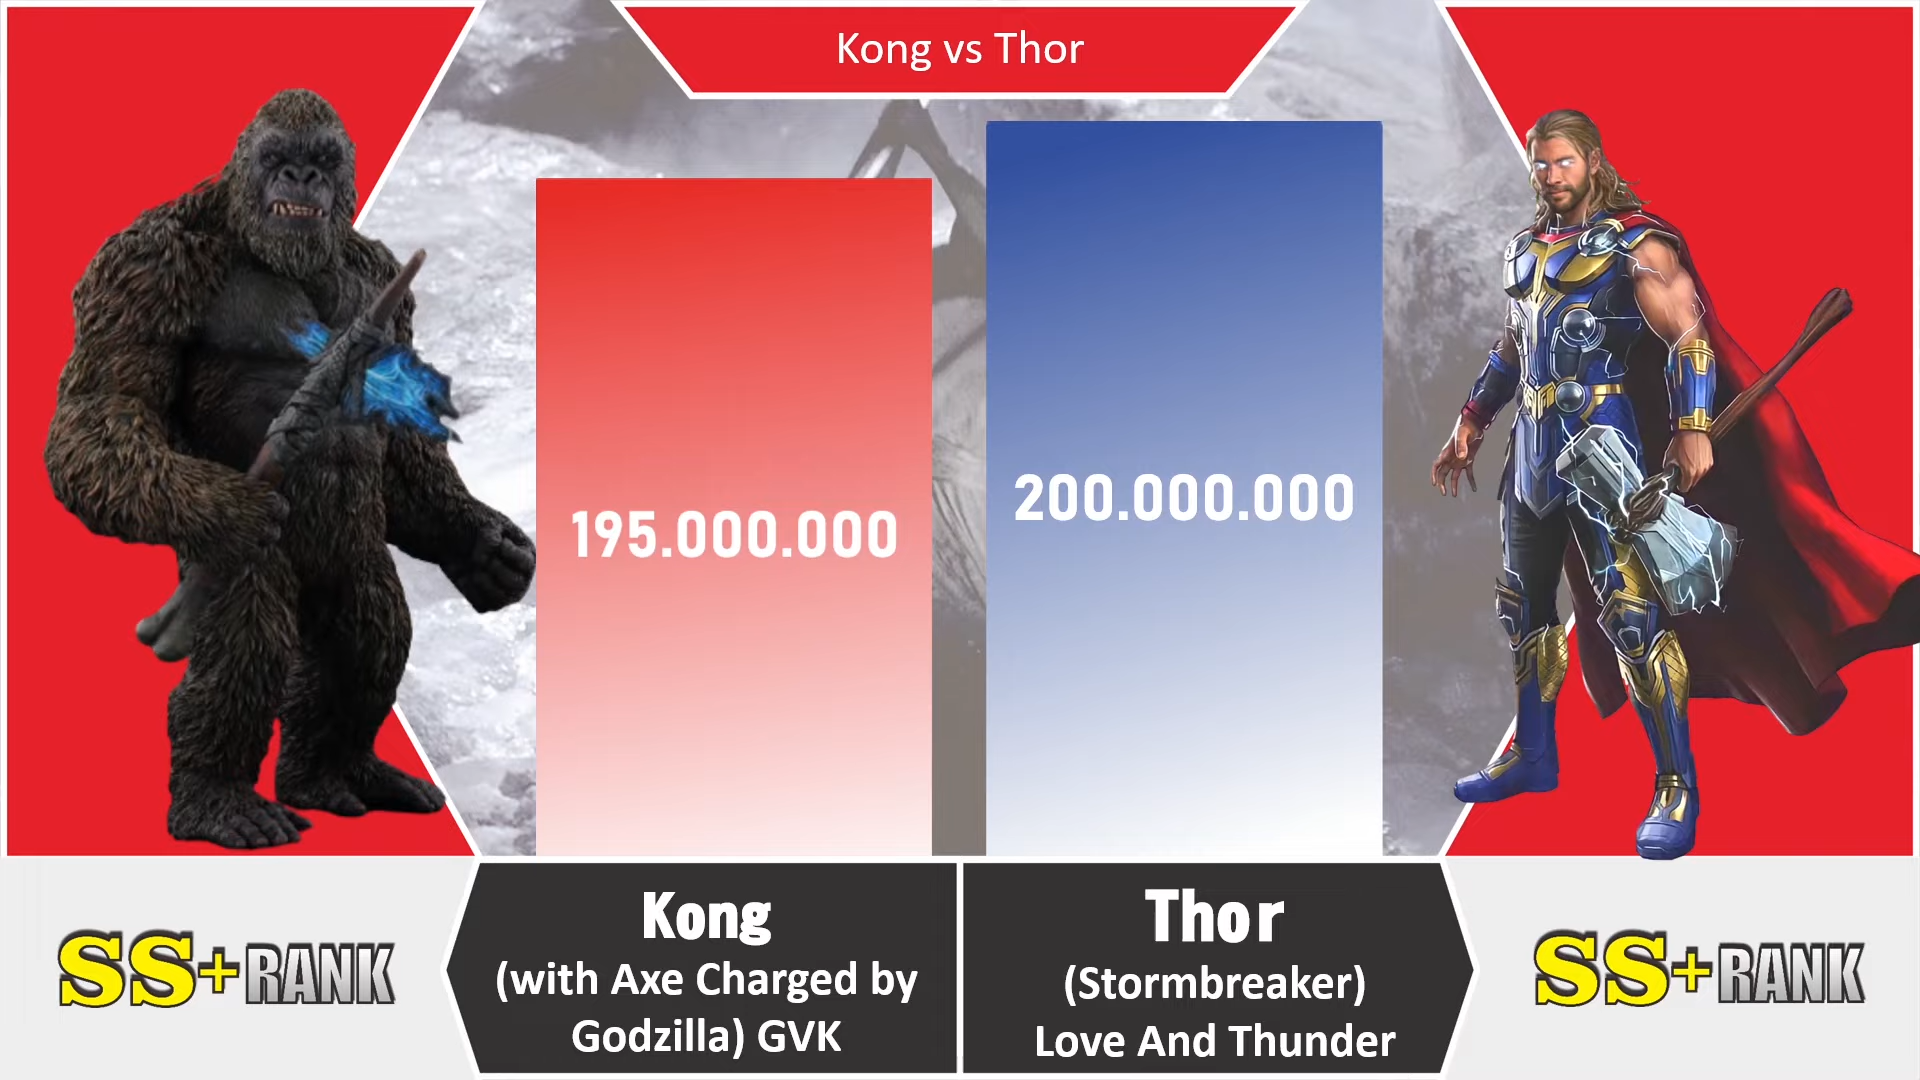 Kong vs Thor
195.000.000
200.000.000
Kong
(with Axe Charged by
Godzilla) GVK
Thor
(Stormbreaker)
Love And Thunder
SS+RANK
SS+RANK